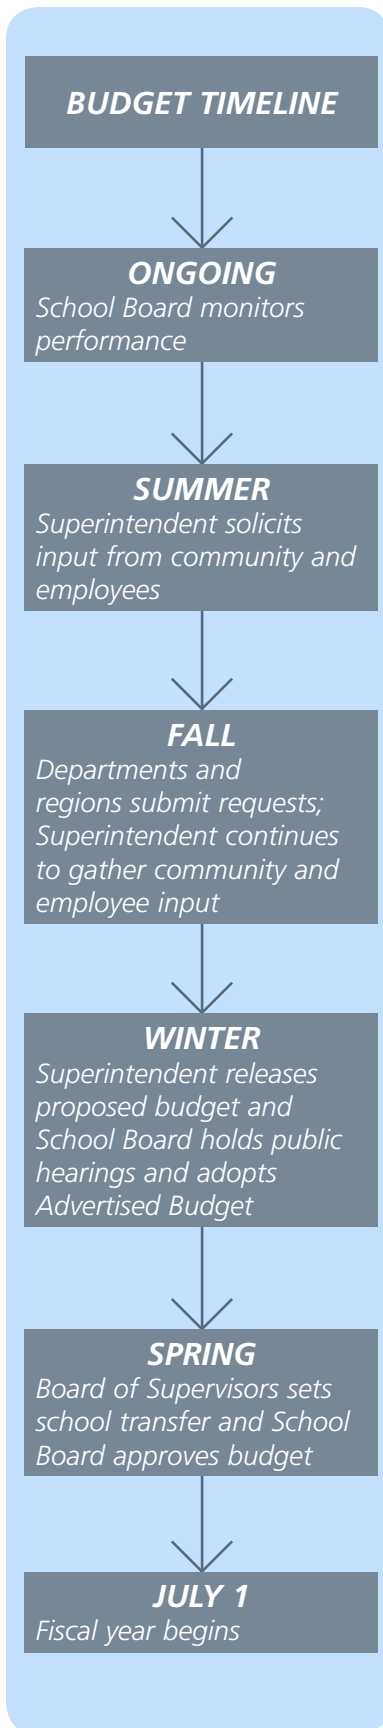 BUDGET TIMELINE
ONGOING
School Board monitors
performance
SUMMER
Superintendent solicits
input from community and
employees
FALL
Departments and
regions submit requests;
Superintendent continues
to gather community and
employee input
WINTER
Superintendent releases
proposed budget and
School Board holds public
hearings and adopts
Advertised Budget
SPRING
Board of Supervisors sets
school transfer and School
Board approves budget
JULY 1
Fiscal year begins